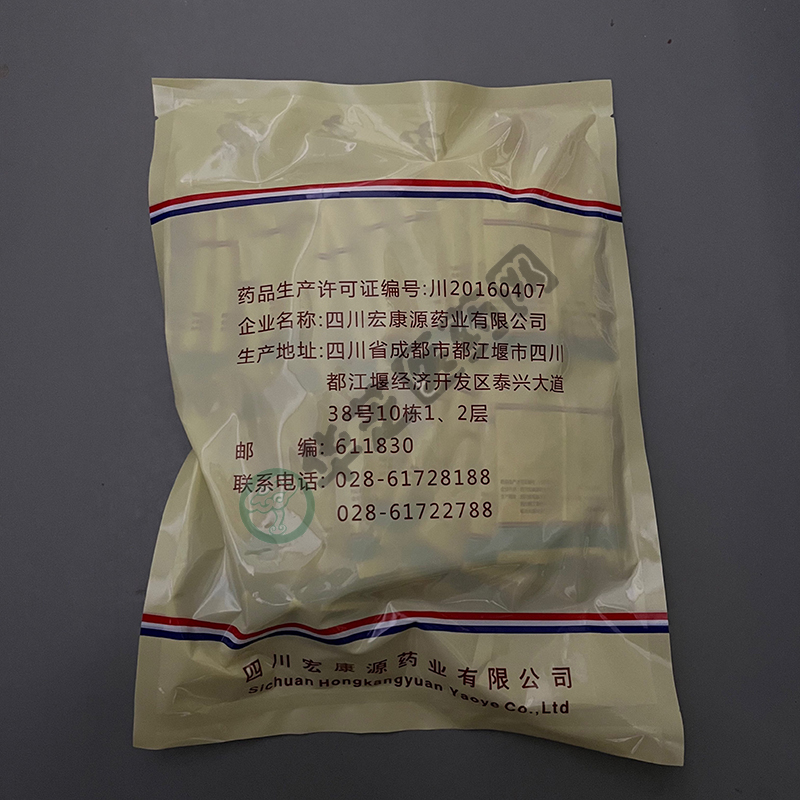 药品生产许可证编号:川20160407
企业名称:四川宏康源药业有限公司
生产地址:四川省成都市都江堰市四川
都江堰经济开发区泰兴大道
38号10栋1、2层
邮 编:611830
联系电话:028-61728188
028-61722788
四川宏康源药业有限公司
Sichuan Hongkangyuan Yaoye Co.,Ltd